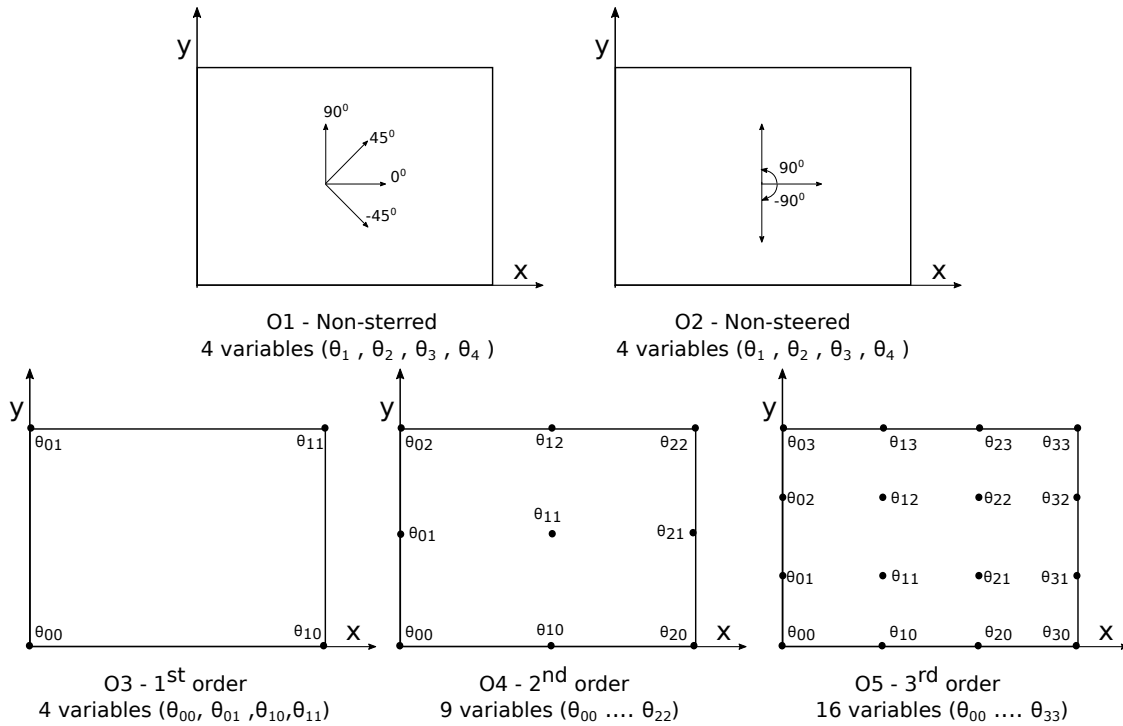 y
90⁰
45⁰
0⁰
-45⁰
x
O1 - Non-sterred
4 variables (θ₁ , θ₂ , θ₃ , θ₄ )
y
90⁰
-90⁰
x
O2 - Non-steered
4 variables (θ₁ , θ₂ , θ₃ , θ₄ )
y
θ₀₁ θ₁₁
θ₀₀ θ₁₀ x
O3 - 1ˢᵗ order
4 variables (θ₀₀, θ₀₁ ,θ₁₀,θ₁₁)
y
θ₀₂ θ₁₂ θ₂₂
θ₀₁ θ₁₁ θ₂₁
θ₀₀ θ₁₀ θ₂₀ x
O4 - 2ⁿᵈ order
9 variables (θ₀₀ .... θ₂₂)
y
θ₀₃ θ₁₃ θ₂₃ θ₃₃
θ₀₂ θ₁₂ θ₂₂ θ₃₂
θ₀₁ θ₁₁ θ₂₁ θ₃₁
θ₀₀ θ₁₀ θ₂₀ θ₃₀ x
O5 - 3ʳᵈ order
16 variables (θ₀₀ .... θ₃₃)